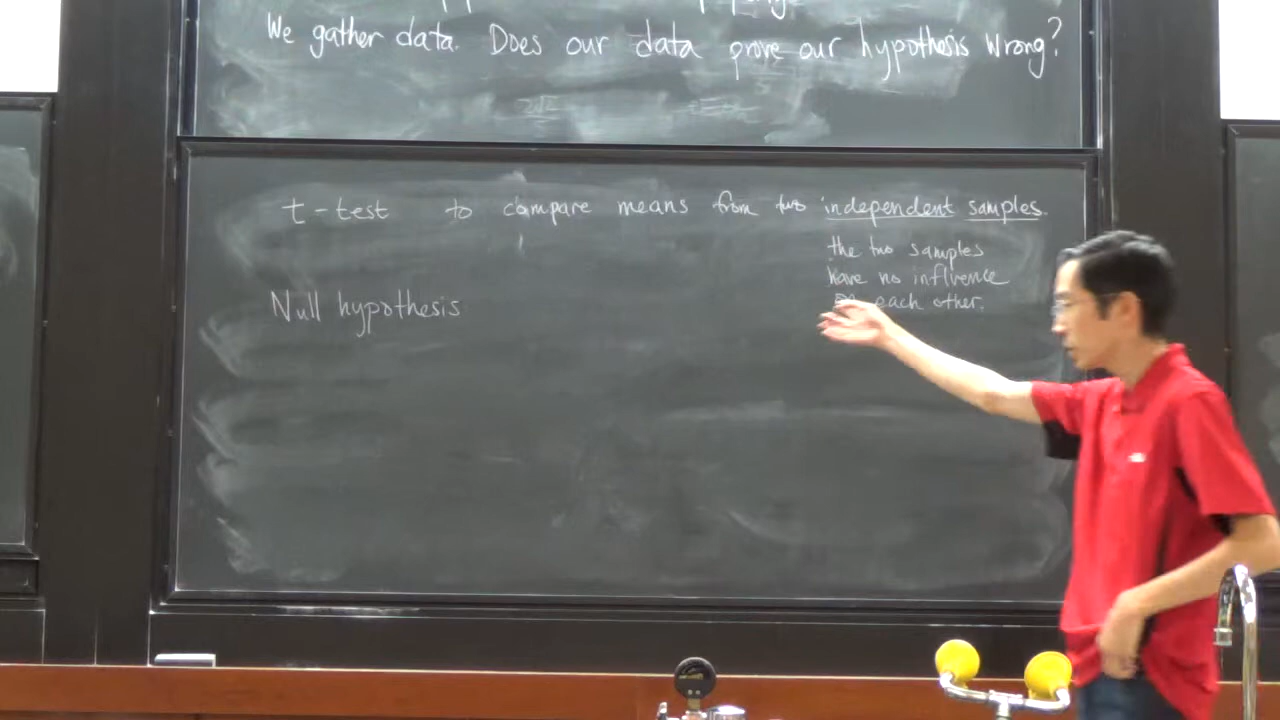 We gather data. Does our data prove our hypothesis wrong?
t-test to compare means from two independent samples.
the two samples
have no influence
on each other.
Null hypothesis